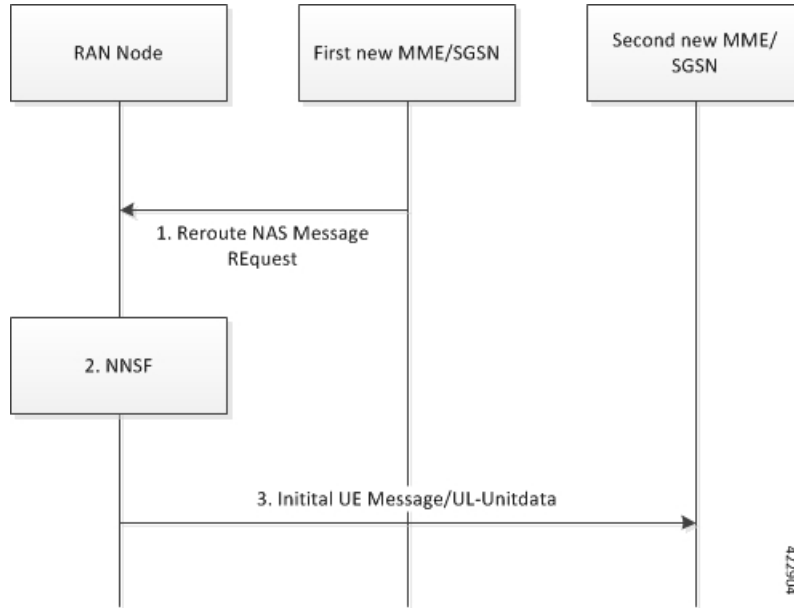 RAN Node
First new MME/SGSN
Second new MME/
SGSN
1. Reroute NAS Message
REquest
2. NNSF
3. Initital UE Message/UL-Unitdata
422904